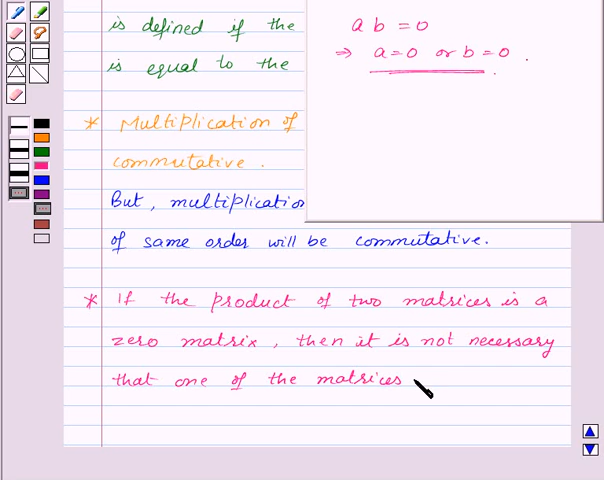 is defined if the
is equal to the
* Multiplication of
commutative.
But, multiplication
of same order will be commutative.
* If the product of two matrices is a
zero matrix, then it is not necessary
that one of the matrices
a b = 0
⇒ a = 0 or b = 0.